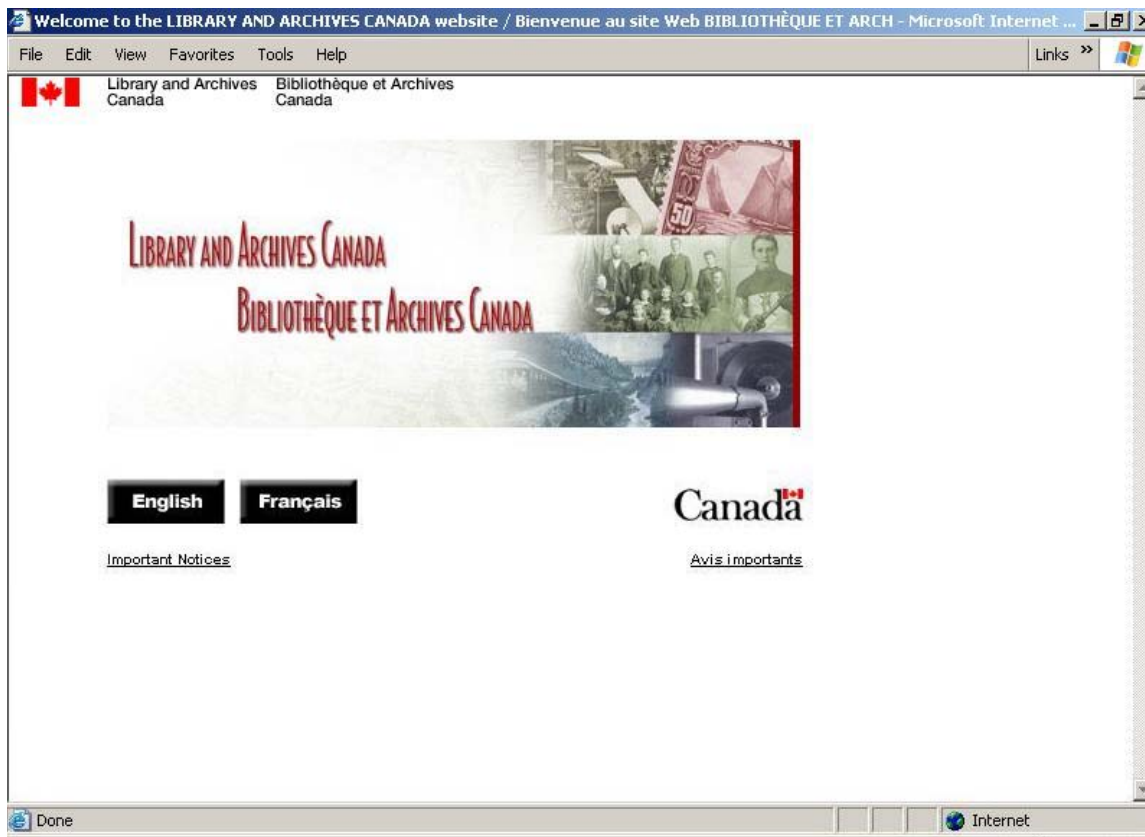 Welcome to the LIBRARY AND ARCHIVES CANADA website / Bienvenue au site Web BIBLIOTHÈQUE ET ARCH - Microsoft Internet ...
File Edit View Favorites Tools Help Links »
Library and Archives Bibliothèque et Archives
Canada Canada
50
LIBRARY AND ARCHIVES CANADA
BIBLIOTHÈQUE ET ARCHIVES CANADA
English Français
Canada
Important Notices Avis importants
Done Internet